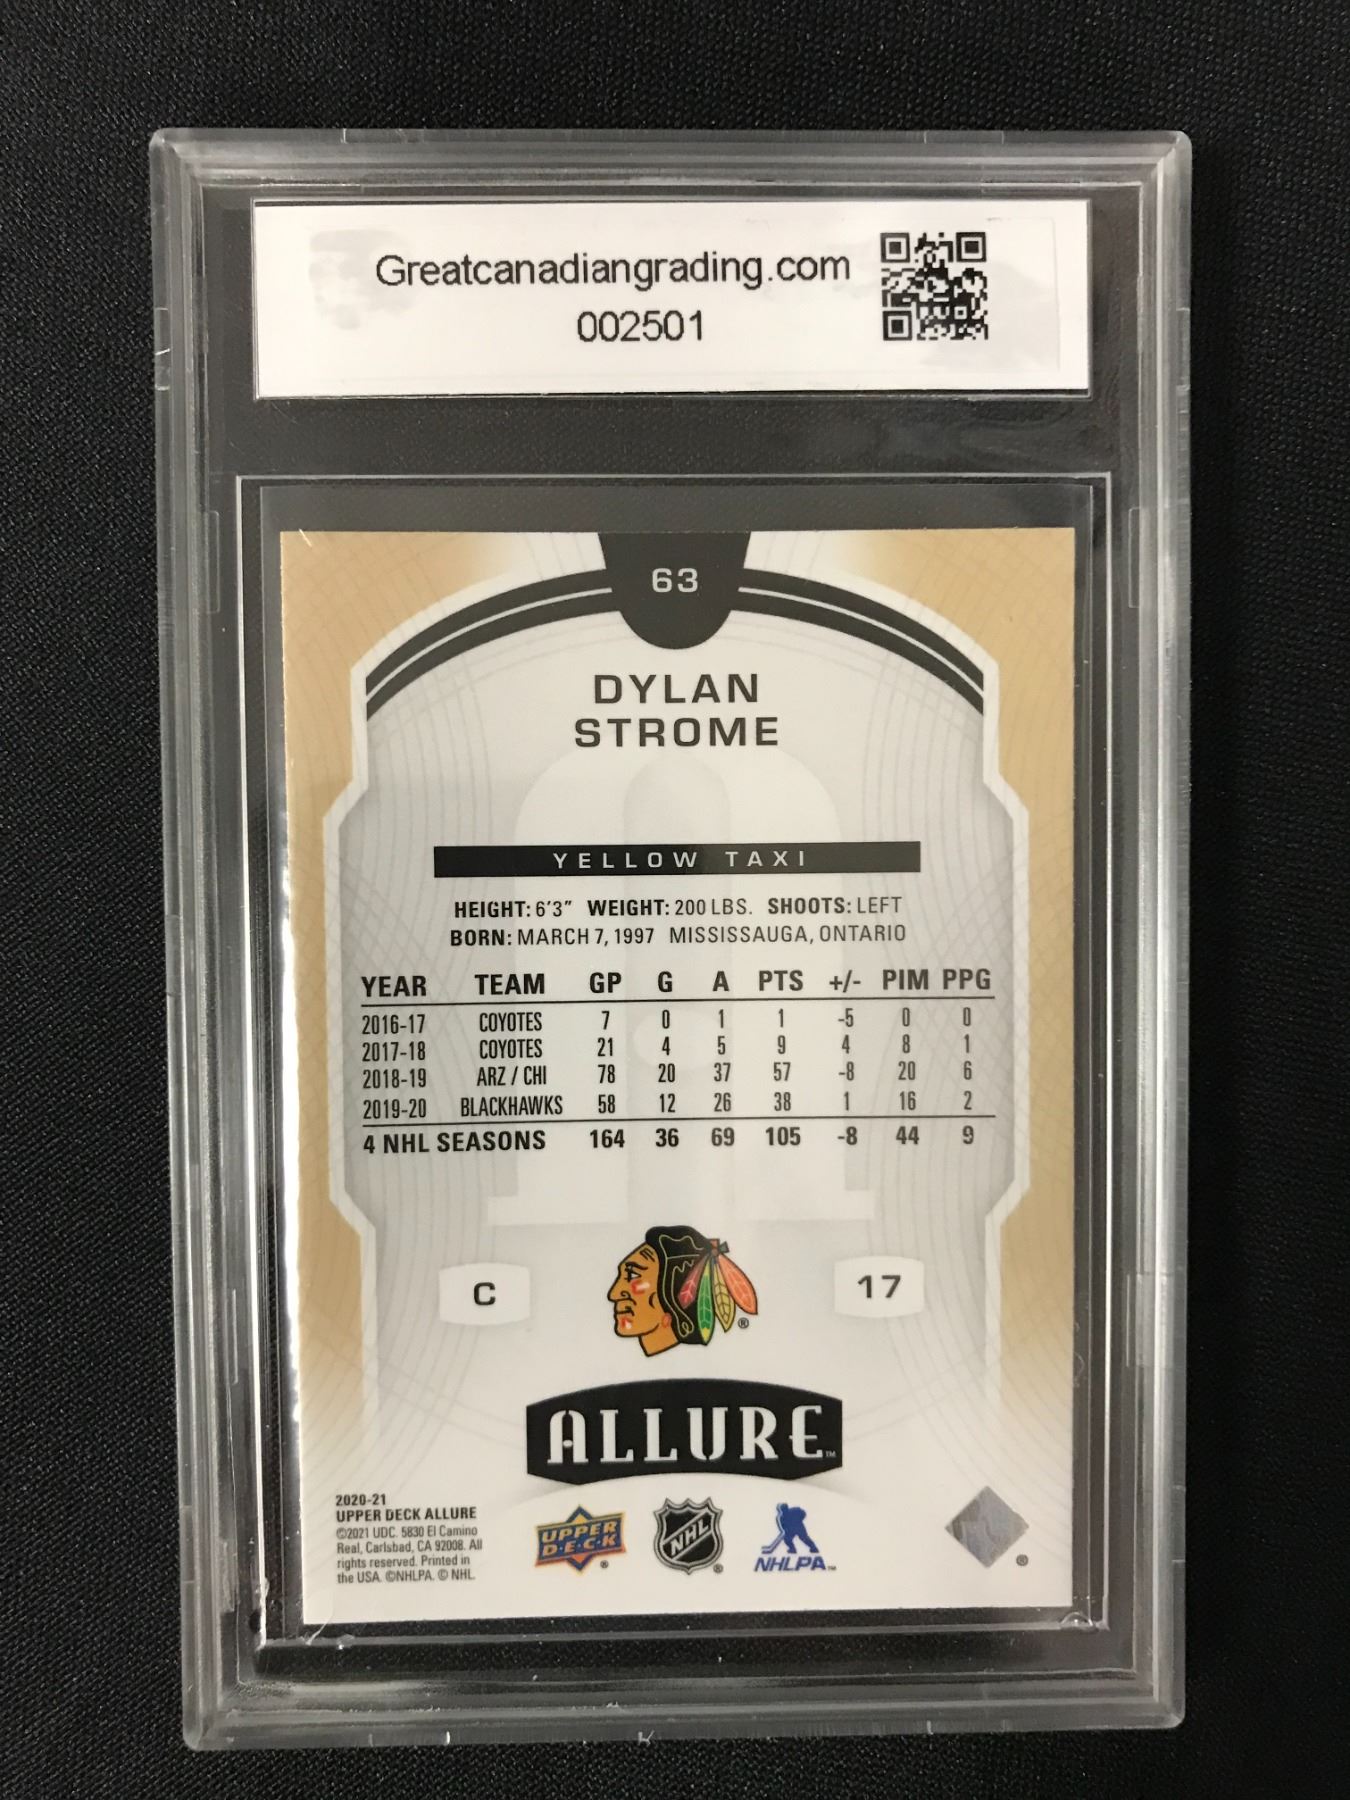 Greatcanadiangrading.com
002501
63
DYLAN
STROME
YELLOW TAXI
HEIGHT: 6'3" WEIGHT: 200 LBS. SHOOTS: LEFT
BORN: MARCH 7, 1997 MISSISSAUGA, ONTARIO
YEAR TEAM GP G A PTS +/- PIM PPG
2016-17 COYOTES 7 0 1 1 -5 0 0
2017-18 COYOTES 21 4 5 9 4 8 1
2018-19 ARZ / CHI 78 20 37 57 -8 20 6
2019-20 BLACKHAWKS 58 12 26 38 1 16 2
4 NHL SEASONS 164 36 69 105 -8 44 9
C 17
®
ALLURE™
2020-21
UPPER DECK ALLURE
©2021 UDC. 5830 El Camino
Real, Carlsbad, CA 92008. All
rights reserved. Printed in
the USA. ©NHLPA. © NHL.
UPPER
D·E·C·K ®
NHL ®
NHLPA™
®